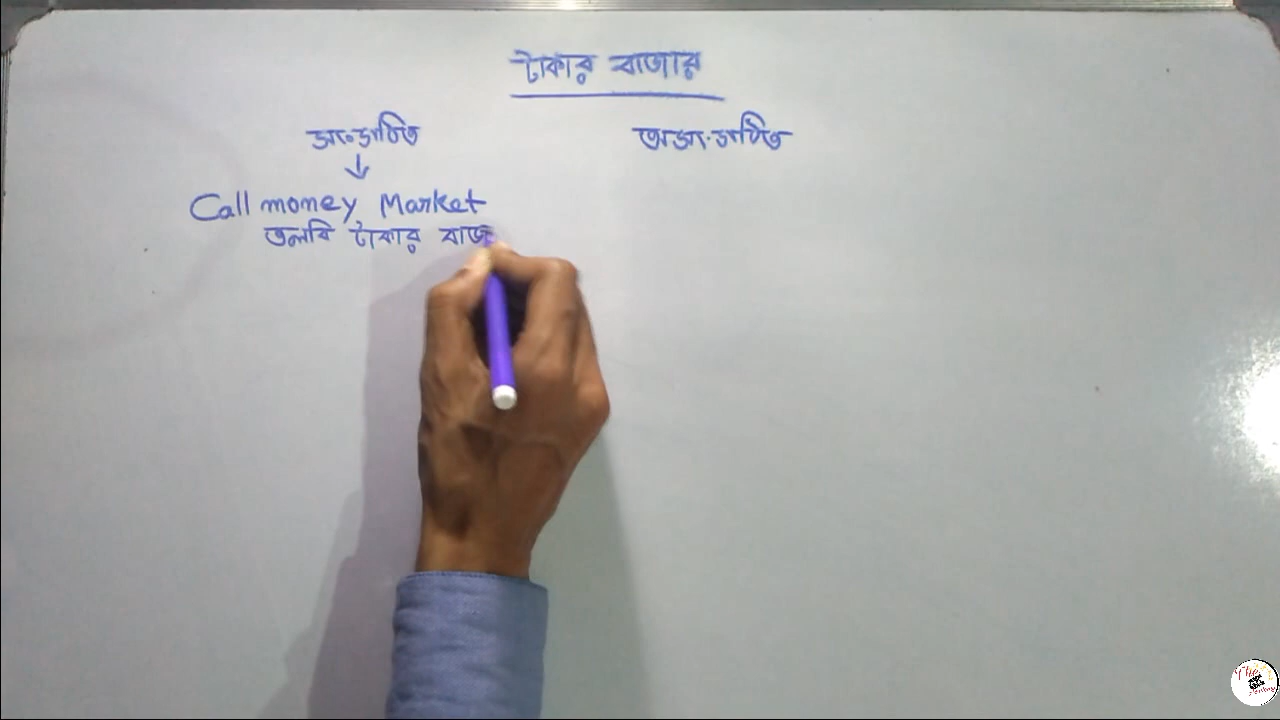 টাকার বাজার
সংগঠিত
অসংগঠিত
Call money Market
তলবি টাকার বাজ